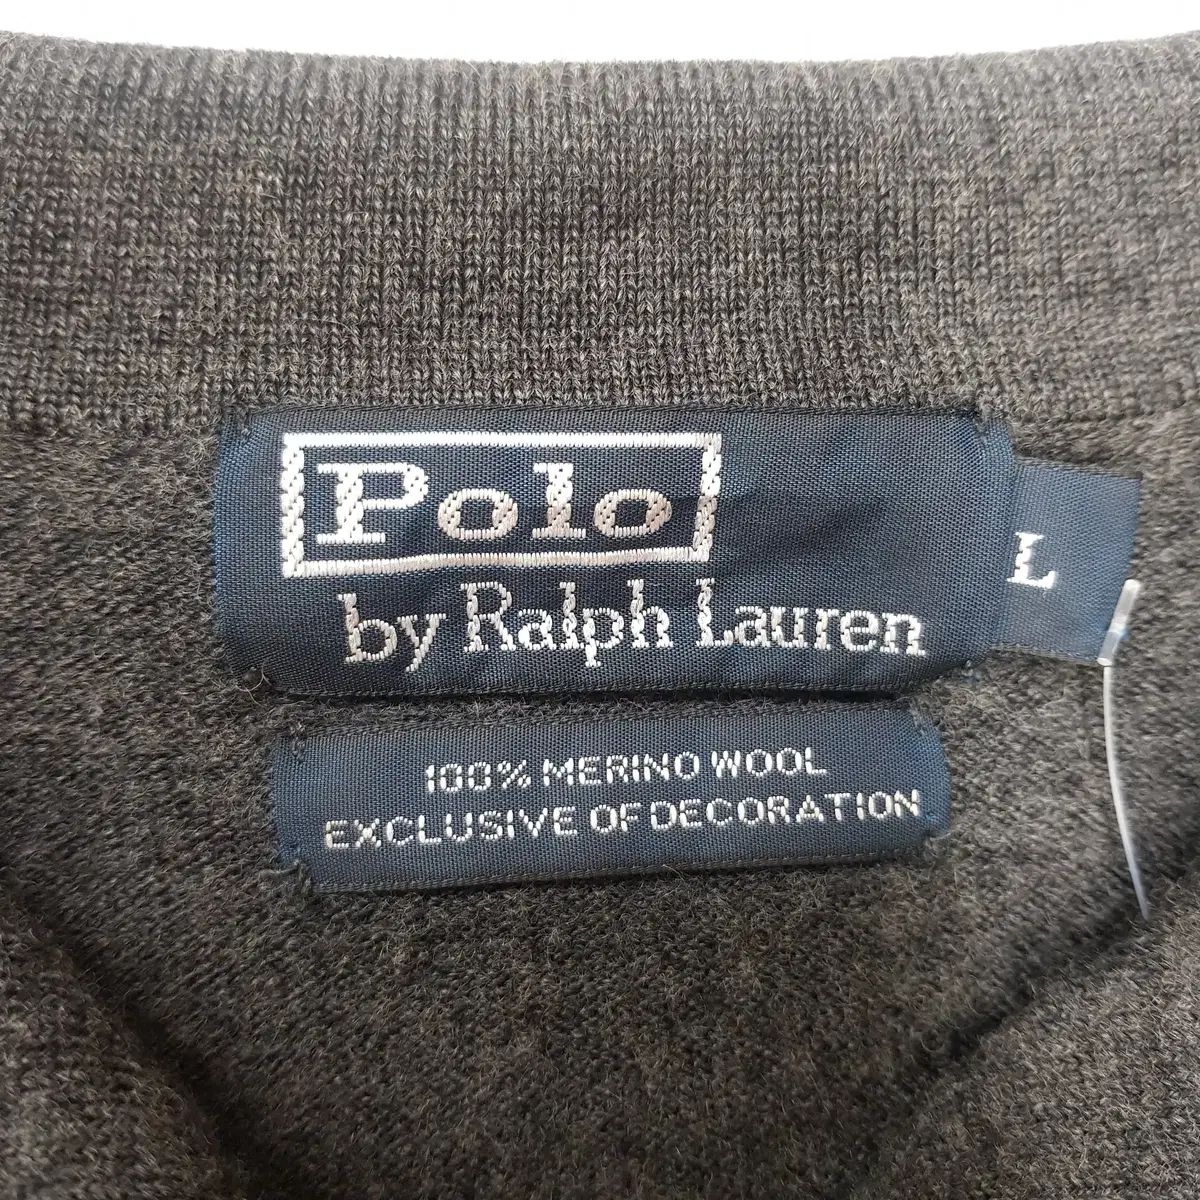 Polo
by Ralph Lauren
L
100% MERINO WOOL
EXCLUSIVE OF DECORATION